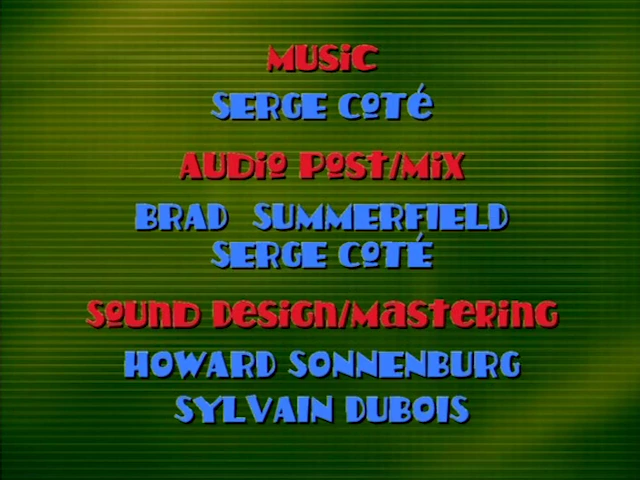 MUSIC
SERGE COTÉ
AUDIO POST/MIX
BRAD SUMMERFIELD
SERGE COTÉ
SOUND DESIGN/MASTERING
HOWARD SONNENBURG
SYLVAIN DUBOIS